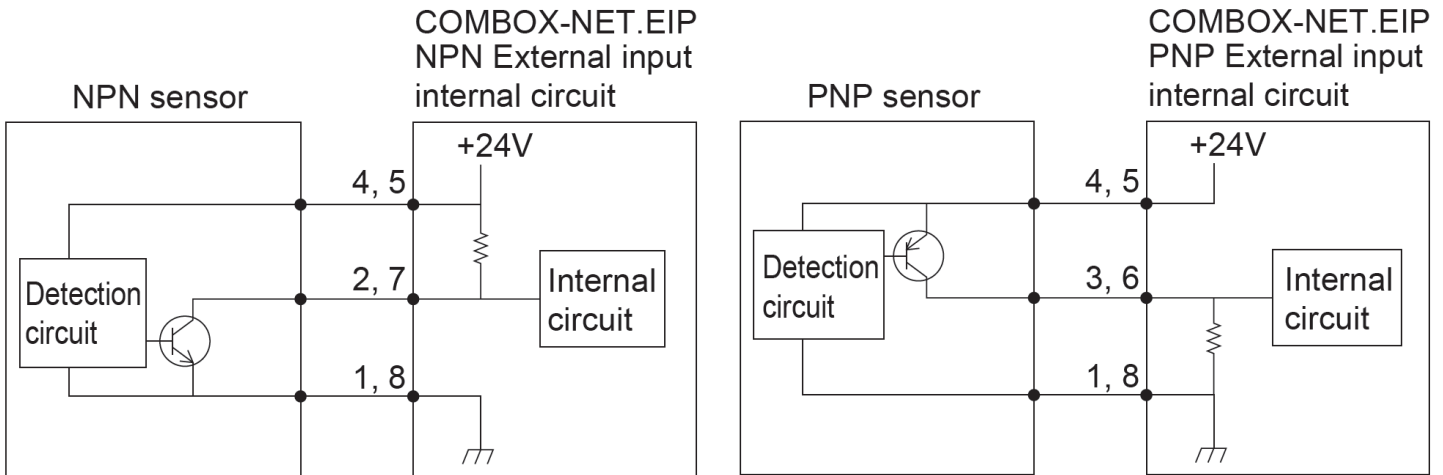 NPN sensor
COMBOX-NET.EIP
NPN External input
internal circuit
+24V
4, 5
Detection
circuit
2, 7
Internal
circuit
1, 8
PNP sensor
COMBOX-NET.EIP
PNP External input
internal circuit
+24V
4, 5
Detection
circuit
3, 6
Internal
circuit
1, 8